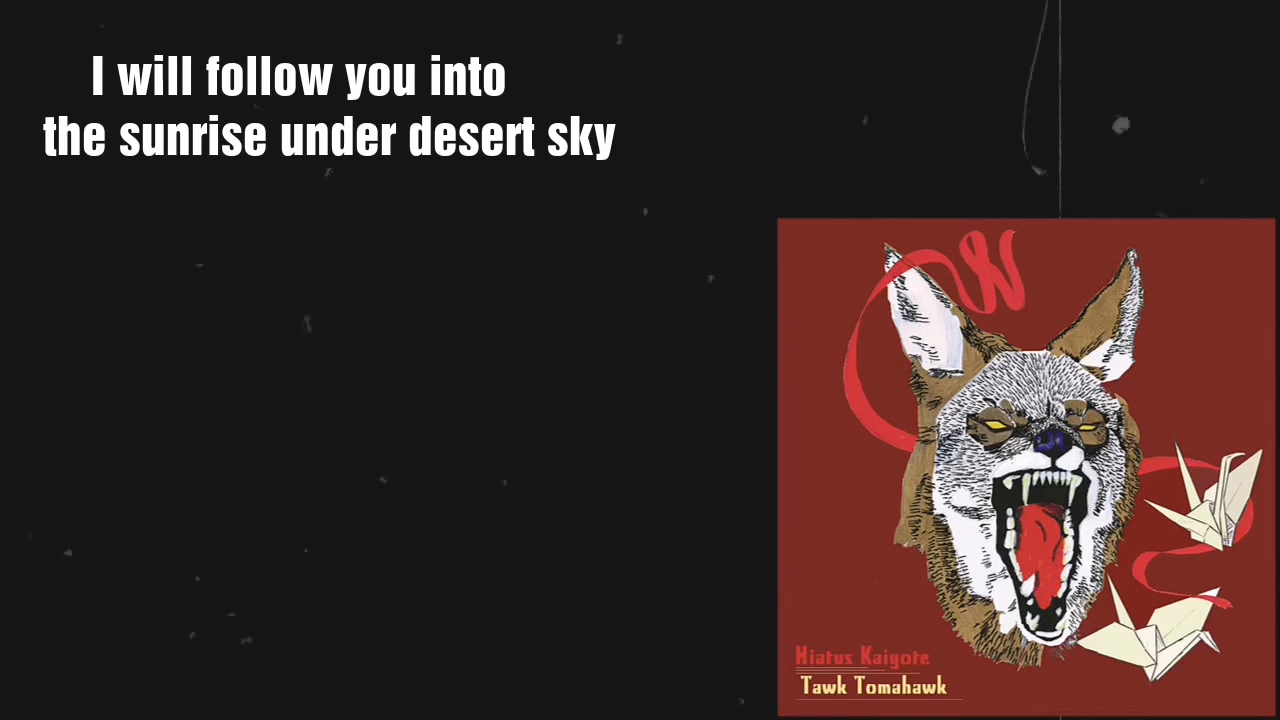 I will follow you into
the sunrise under desert sky
Hiatus Kaiyote
Tawk Tomahawk